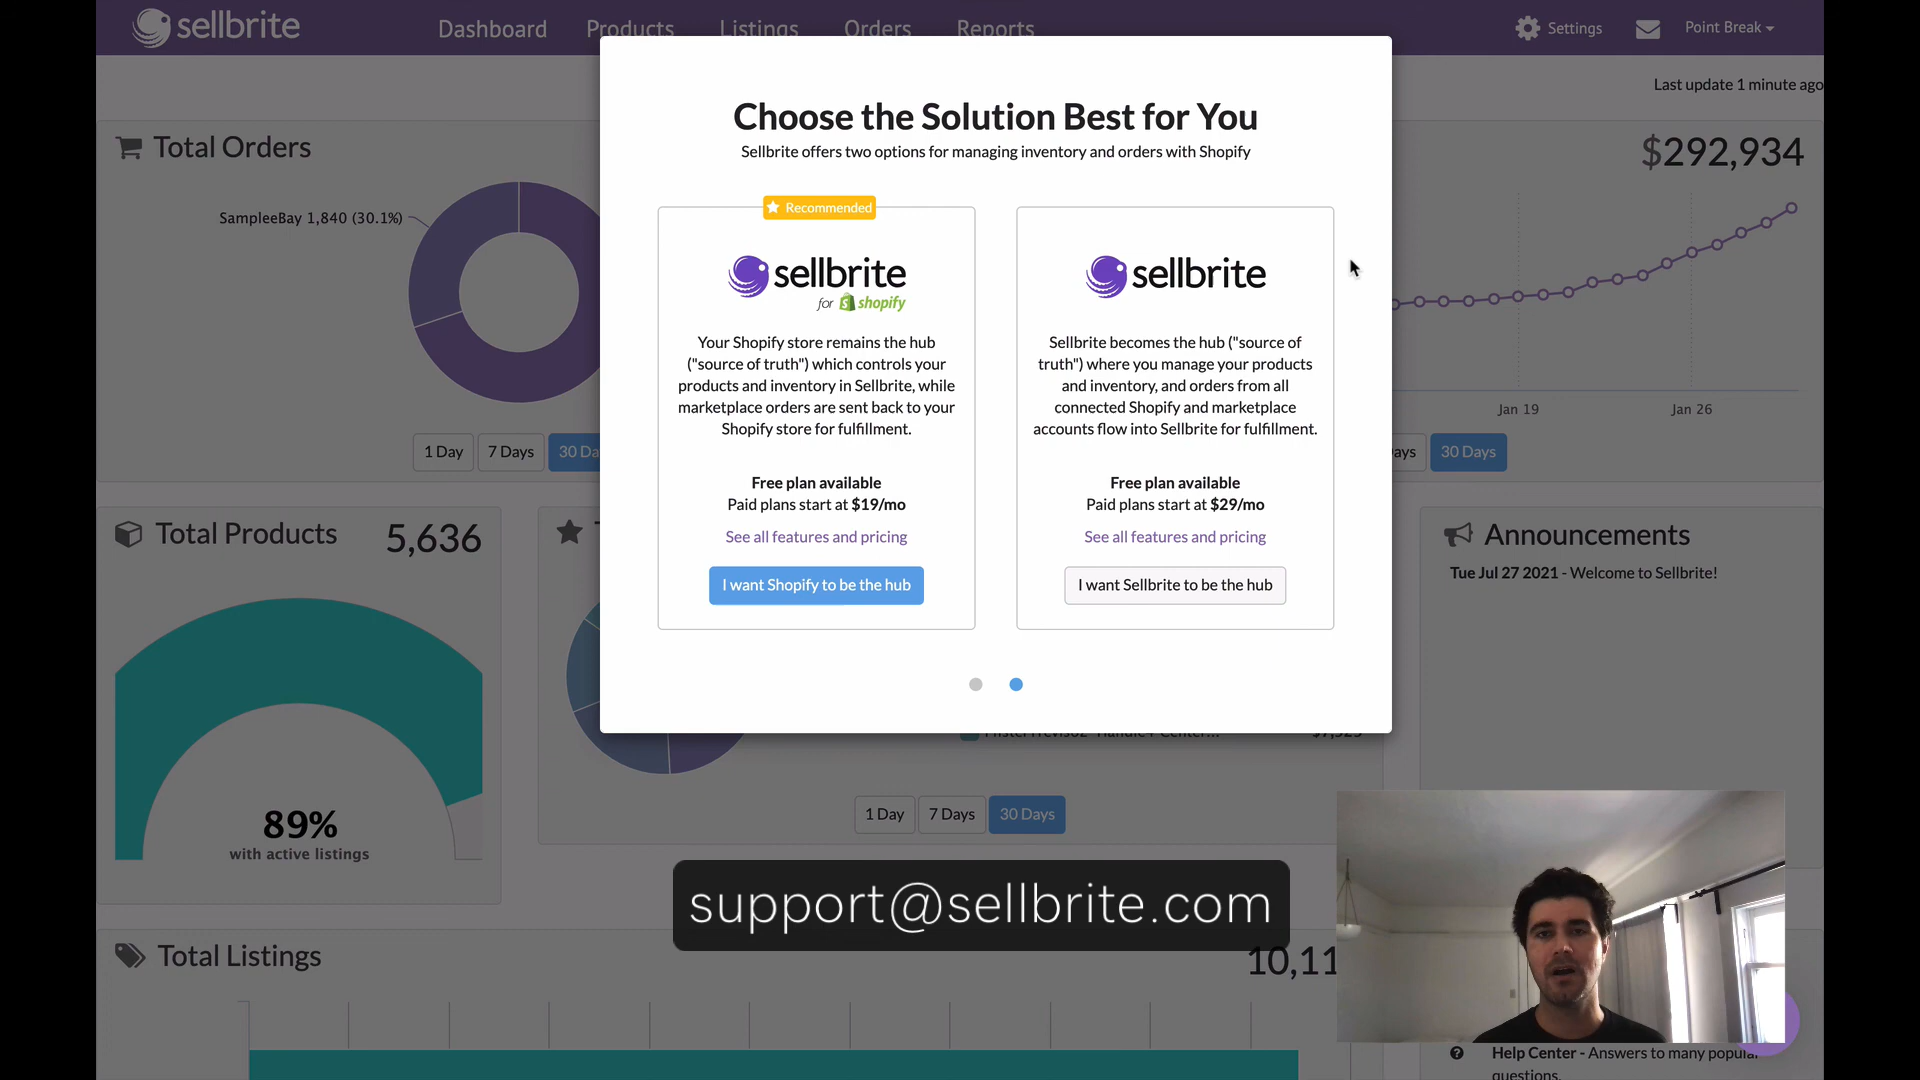 sellbrite
Dashboard
Products
Listings
Orders
Reports
Settings
Point Break
Last update 1 minute ago
Choose the Solution Best for You
Sellbrite offers two options for managing inventory and orders with Shopify
Total Orders
$292,934
SampleeBay 1,840 (30.1%)
Recommended
sellbrite
for shopify
Your Shopify store remains the hub
("source of truth") which controls your
products and inventory in Sellbrite, while
marketplace orders are sent back to your
Shopify store for fulfillment.
Free plan available
Paid plans start at $19/mo
See all features and pricing
I want Shopify to be the hub
sellbrite
Sellbrite becomes the hub ("source of
truth") where you manage your products
and inventory, and orders from all
connected Shopify and marketplace
accounts flow into Sellbrite for fulfillment.
Free plan available
Paid plans start at $29/mo
See all features and pricing
I want Sellbrite to be the hub
Jan 19
Jan 26
1 Day
7 Days
30 Da
ays
30 Days
Total Products
5,636
89%
with active listings
1 Day
7 Days
30 Days
Announcements
Tue Jul 27 2021 - Welcome to Sellbrite!
support@sellbrite.com
Total Listings
10,11
Help Center - Answers to many popular
questions.